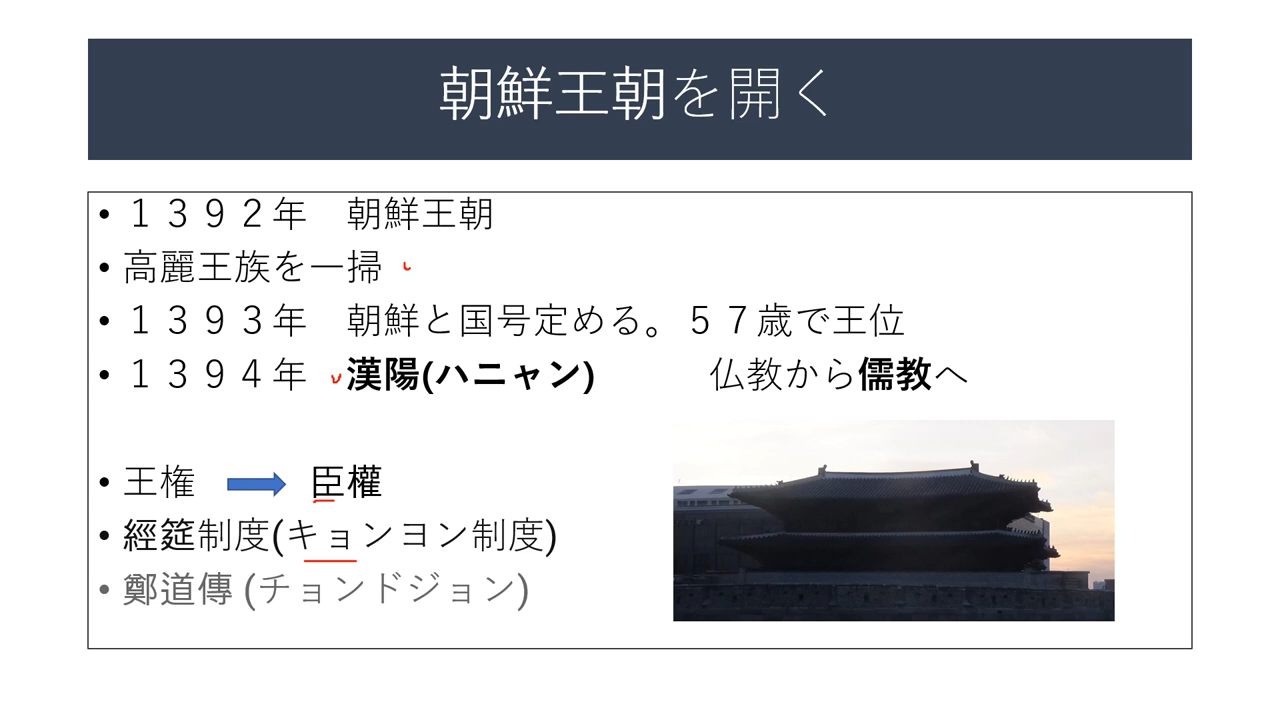 朝鮮王朝を開く
• １３９２年　朝鮮王朝
• 高麗王族を一掃
• １３９３年　朝鮮と国号定める。５７歳で王位
• １３９４年　漢陽(ハニャン)　　　仏教から儒教へ
• 王権　　　臣權
• 經筵制度(キョンヨン制度)
• 鄭道傳 (チョンドジョン)